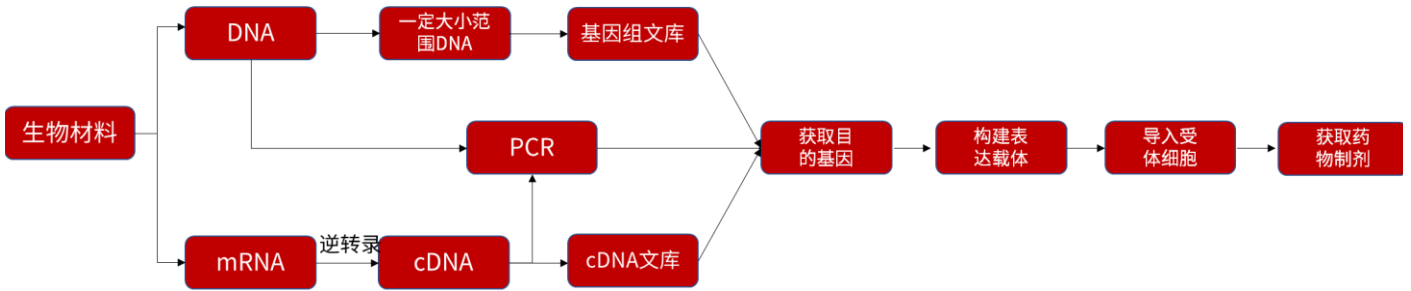 DNA
一定大小范
围DNA
基因组文库
生物材料
PCR
获取目
的基因
构建表
达载体
导入受
体细胞
获取药
物制剂
mRNA
逆转录
cDNA
cDNA文库